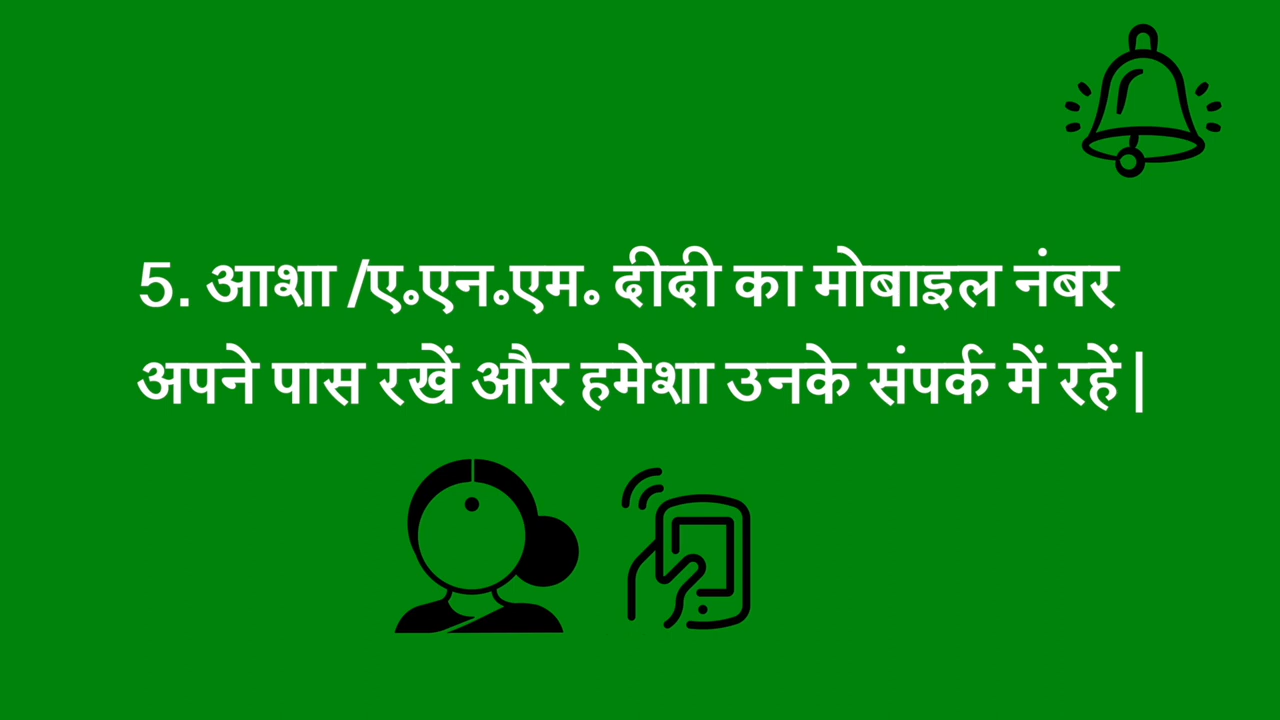 5. आशा /ए॰एन॰एम॰ दीदी का मोबाइल नंबर
अपने पास रखें और हमेशा उनके संपर्क में रहें |